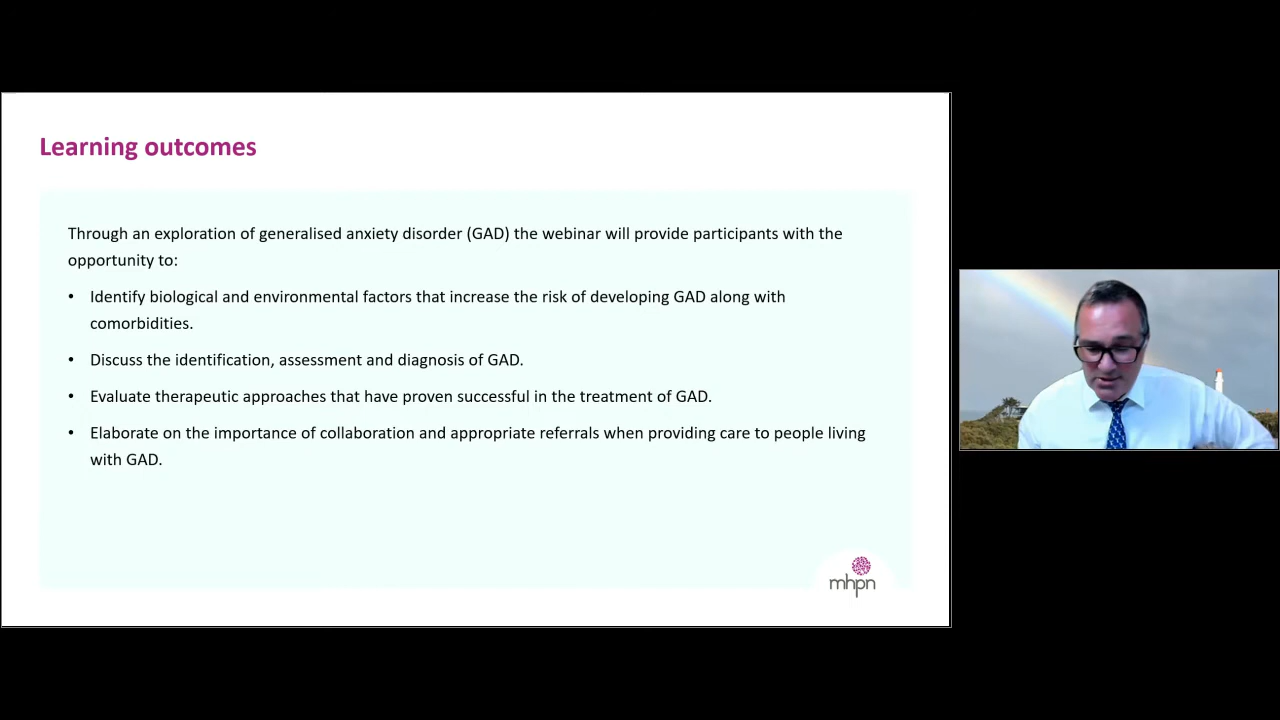 Learning outcomes
Through an exploration of generalised anxiety disorder (GAD) the webinar will provide participants with the
opportunity to:
• Identify biological and environmental factors that increase the risk of developing GAD along with
comorbidities.
• Discuss the identification, assessment and diagnosis of GAD.
• Evaluate therapeutic approaches that have proven successful in the treatment of GAD.
• Elaborate on the importance of collaboration and appropriate referrals when providing care to people living
with GAD.
mhpn